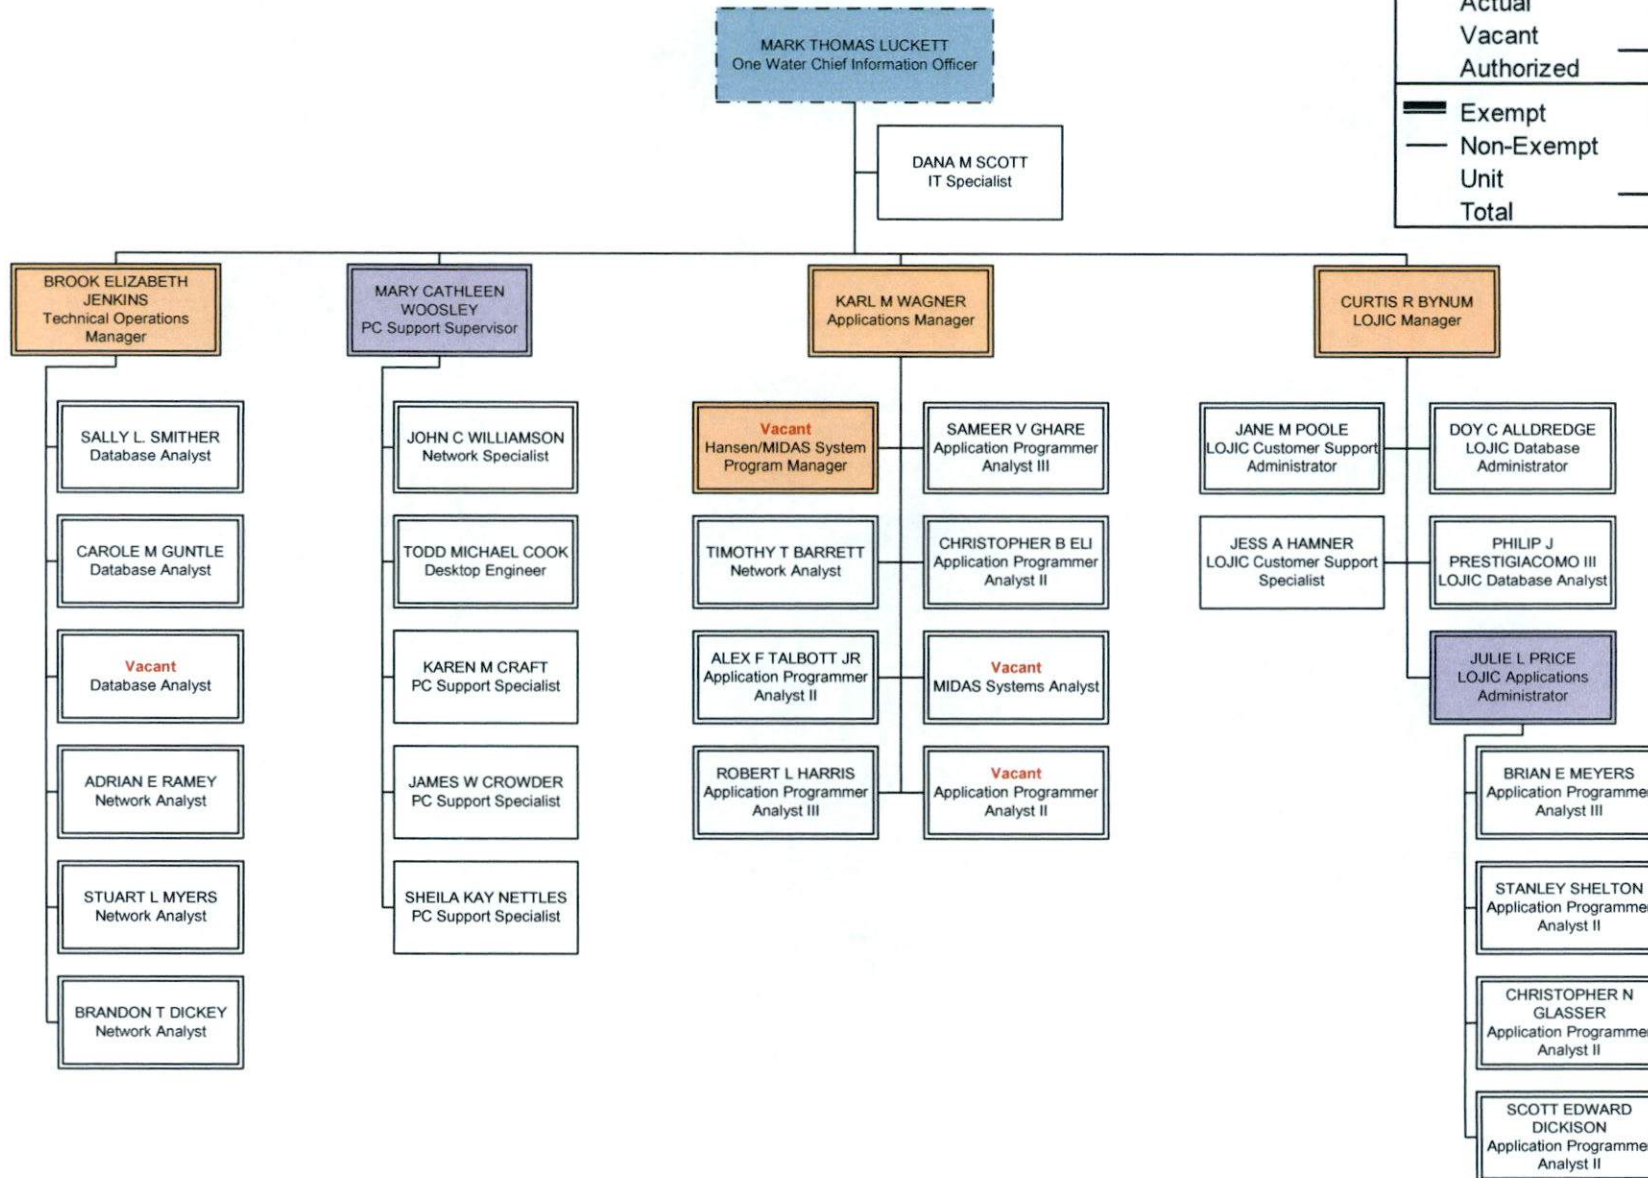 Actual
Vacant
Authorized
Exempt
Non-Exempt
Unit
Total
MARK THOMAS LUCKETT
One Water Chief Information Officer
DANA M SCOTT
IT Specialist
BROOK ELIZABETH
JENKINS
Technical Operations
Manager
MARY CATHLEEN
WOOSLEY
PC Support Supervisor
KARL M WAGNER
Applications Manager
CURTIS R BYNUM
LOJIC Manager
SALLY L. SMITHER
Database Analyst
CAROLE M GUNTLE
Database Analyst
Vacant
Database Analyst
ADRIAN E RAMEY
Network Analyst
STUART L MYERS
Network Analyst
BRANDON T DICKEY
Network Analyst
JOHN C WILLIAMSON
Network Specialist
TODD MICHAEL COOK
Desktop Engineer
KAREN M CRAFT
PC Support Specialist
JAMES W CROWDER
PC Support Specialist
SHEILA KAY NETTLES
PC Support Specialist
Vacant
Hansen/MIDAS System
Program Manager
SAMEER V GHARE
Application Programmer
Analyst III
TIMOTHY T BARRETT
Network Analyst
CHRISTOPHER B ELI
Application Programmer
Analyst II
ALEX F TALBOTT JR
Application Programmer
Analyst II
Vacant
MIDAS Systems Analyst
ROBERT L HARRIS
Application Programmer
Analyst III
Vacant
Application Programmer
Analyst II
JANE M POOLE
LOJIC Customer Support
Administrator
DOY C ALLDREDGE
LOJIC Database
Administrator
JESS A HAMNER
LOJIC Customer Support
Specialist
PHILIP J
PRESTIGIACOMO III
LOJIC Database Analyst
JULIE L PRICE
LOJIC Applications
Administrator
BRIAN E MEYERS
Application Programmer
Analyst III
STANLEY SHELTON
Application Programmer
Analyst II
CHRISTOPHER N
GLASSER
Application Programmer
Analyst II
SCOTT EDWARD
DICKISON
Application Programmer
Analyst II